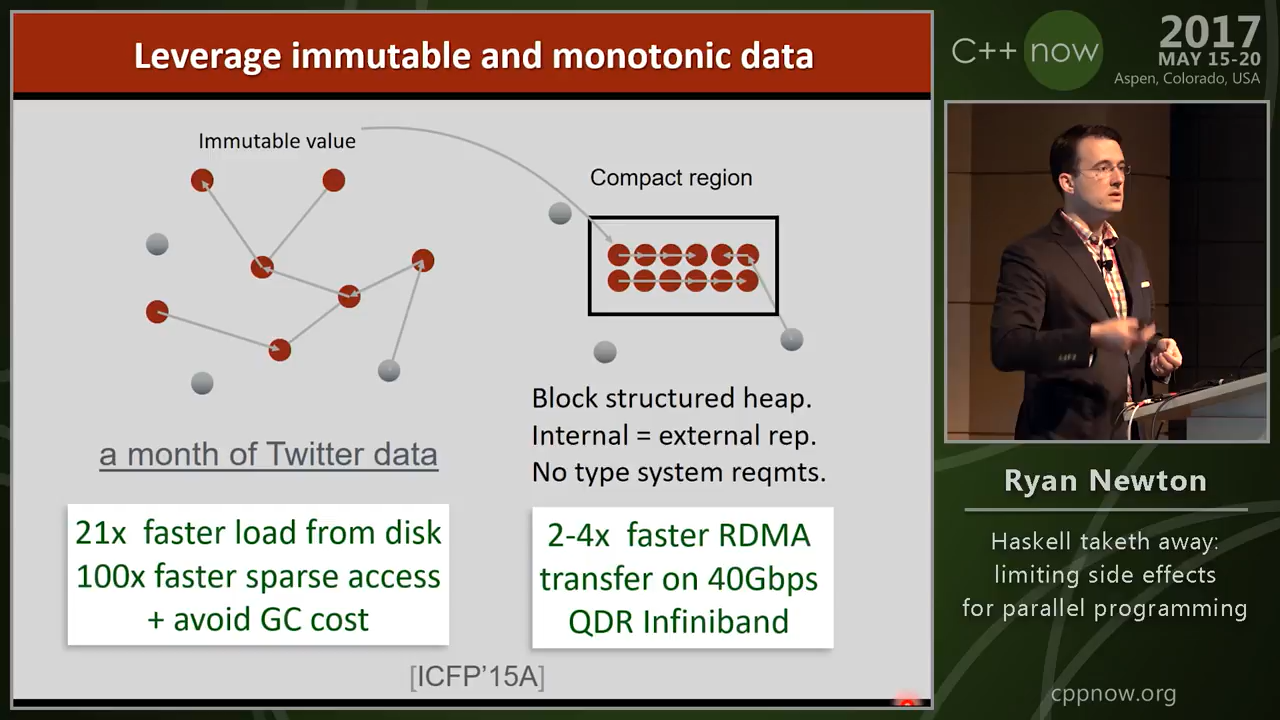 Leverage immutable and monotonic data
Immutable value
Compact region
Block structured heap.
Internal = external rep.
No type system reqmts.
a month of Twitter data
21x faster load from disk
100x faster sparse access
+ avoid GC cost
2-4x faster RDMA
transfer on 40Gbps
QDR Infiniband
[ICFP’15A]
C++ now
2017
MAY 15-20
Aspen, Colorado, USA
Ryan Newton
Haskell taketh away:
limiting side effects
for parallel programming
cppnow.org